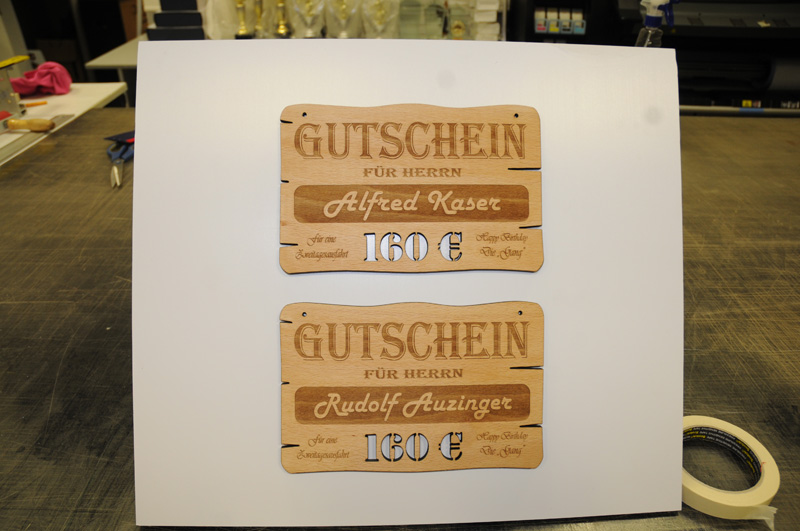 GUTSCHEIN
FÜR HERRN
Alfred Kaser
Für eine
Zweitagesausfahrt
160 €
Happy Birthday
Die „Gang“
GUTSCHEIN
FÜR HERRN
Rudolf Auzinger
Für eine
Zweitagesausfahrt
160 €
Happy Birthday
Die „Gang“